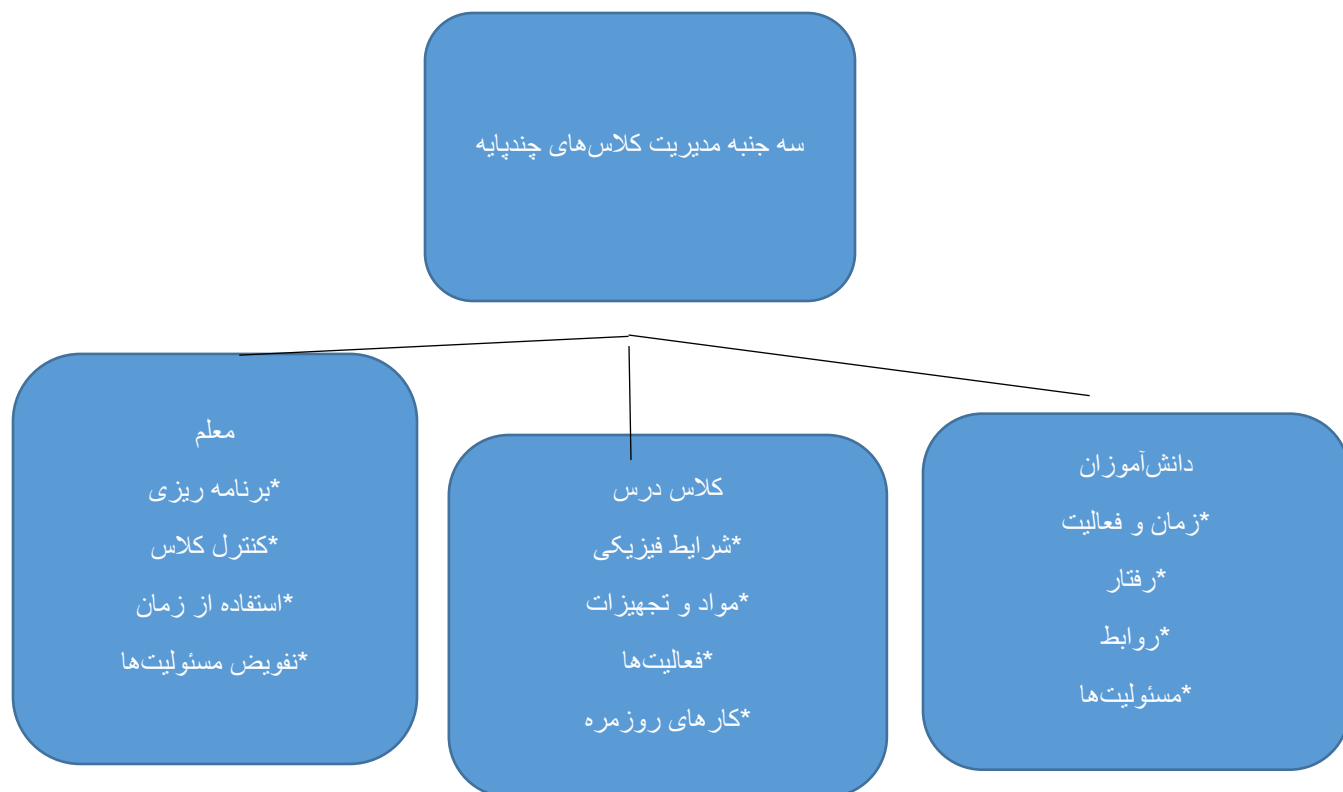 سه جنبه مدیریت کلاس‌های چندپایه
دانش‌آموزان
*زمان و فعالیت
*رفتار
*روابط
*مسئولیت‌ها
کلاس درس
*شرایط فیزیکی
*مواد و تجهیزات
*فعالیت‌ها
*کارهای روزمره
معلم
*برنامه ریزی
*کنترل کلاس
*استفاده از زمان
*نفویض مسئولیت‌ها